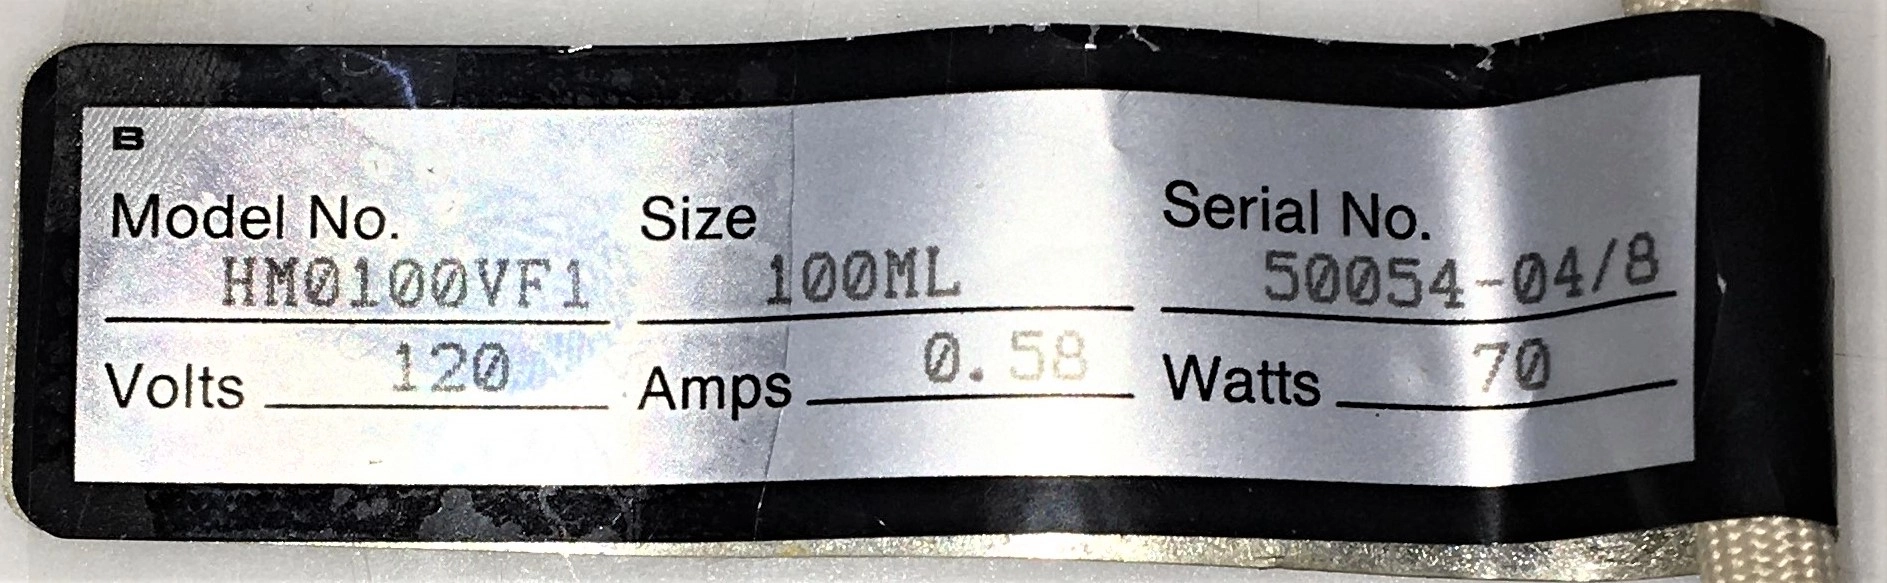 B
Model No. Size Serial No.
HM0100VF1 100ML 50054-04/8
Volts 120 Amps 0.58 Watts 70